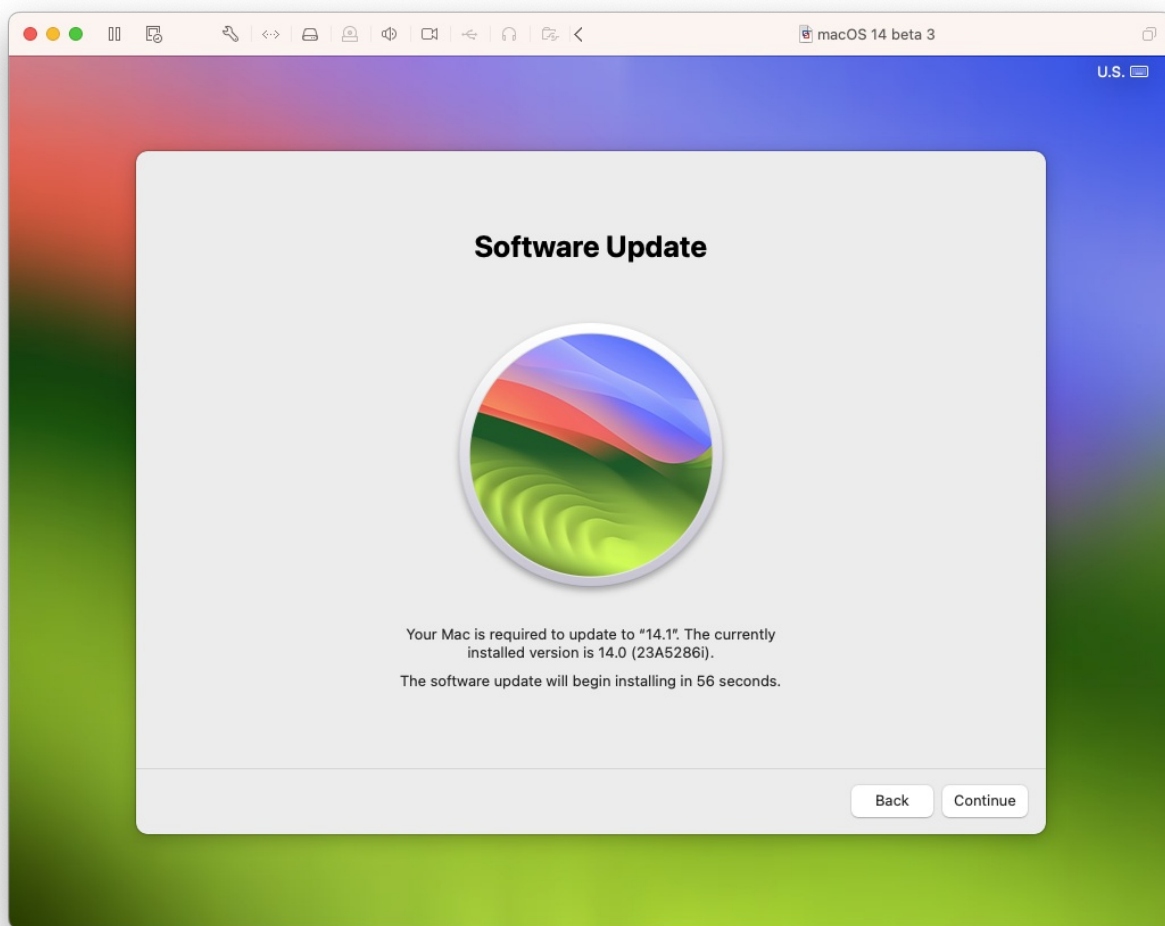 macOS 14 beta 3
U.S.
Software Update
Your Mac is required to update to “14.1”. The currently
installed version is 14.0 (23A5286i).
The software update will begin installing in 56 seconds.
Back
Continue